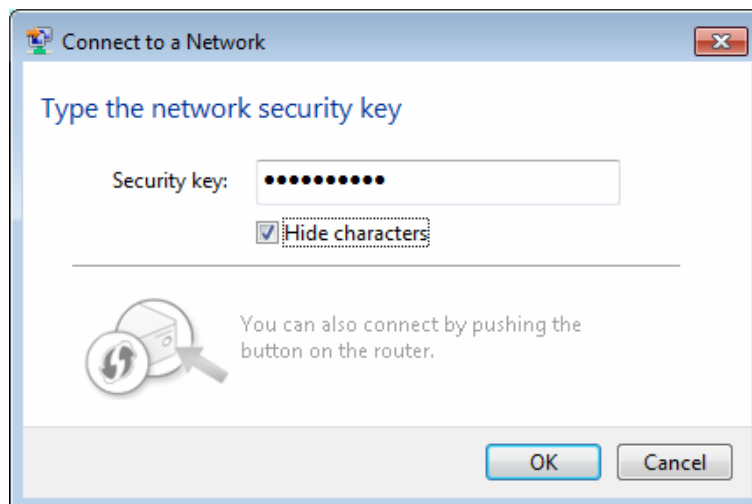 Connect to a Network
Type the network security key
Security key: ●●●●●●●●●●
Hide characters
You can also connect by pushing the
button on the router.
OK Cancel